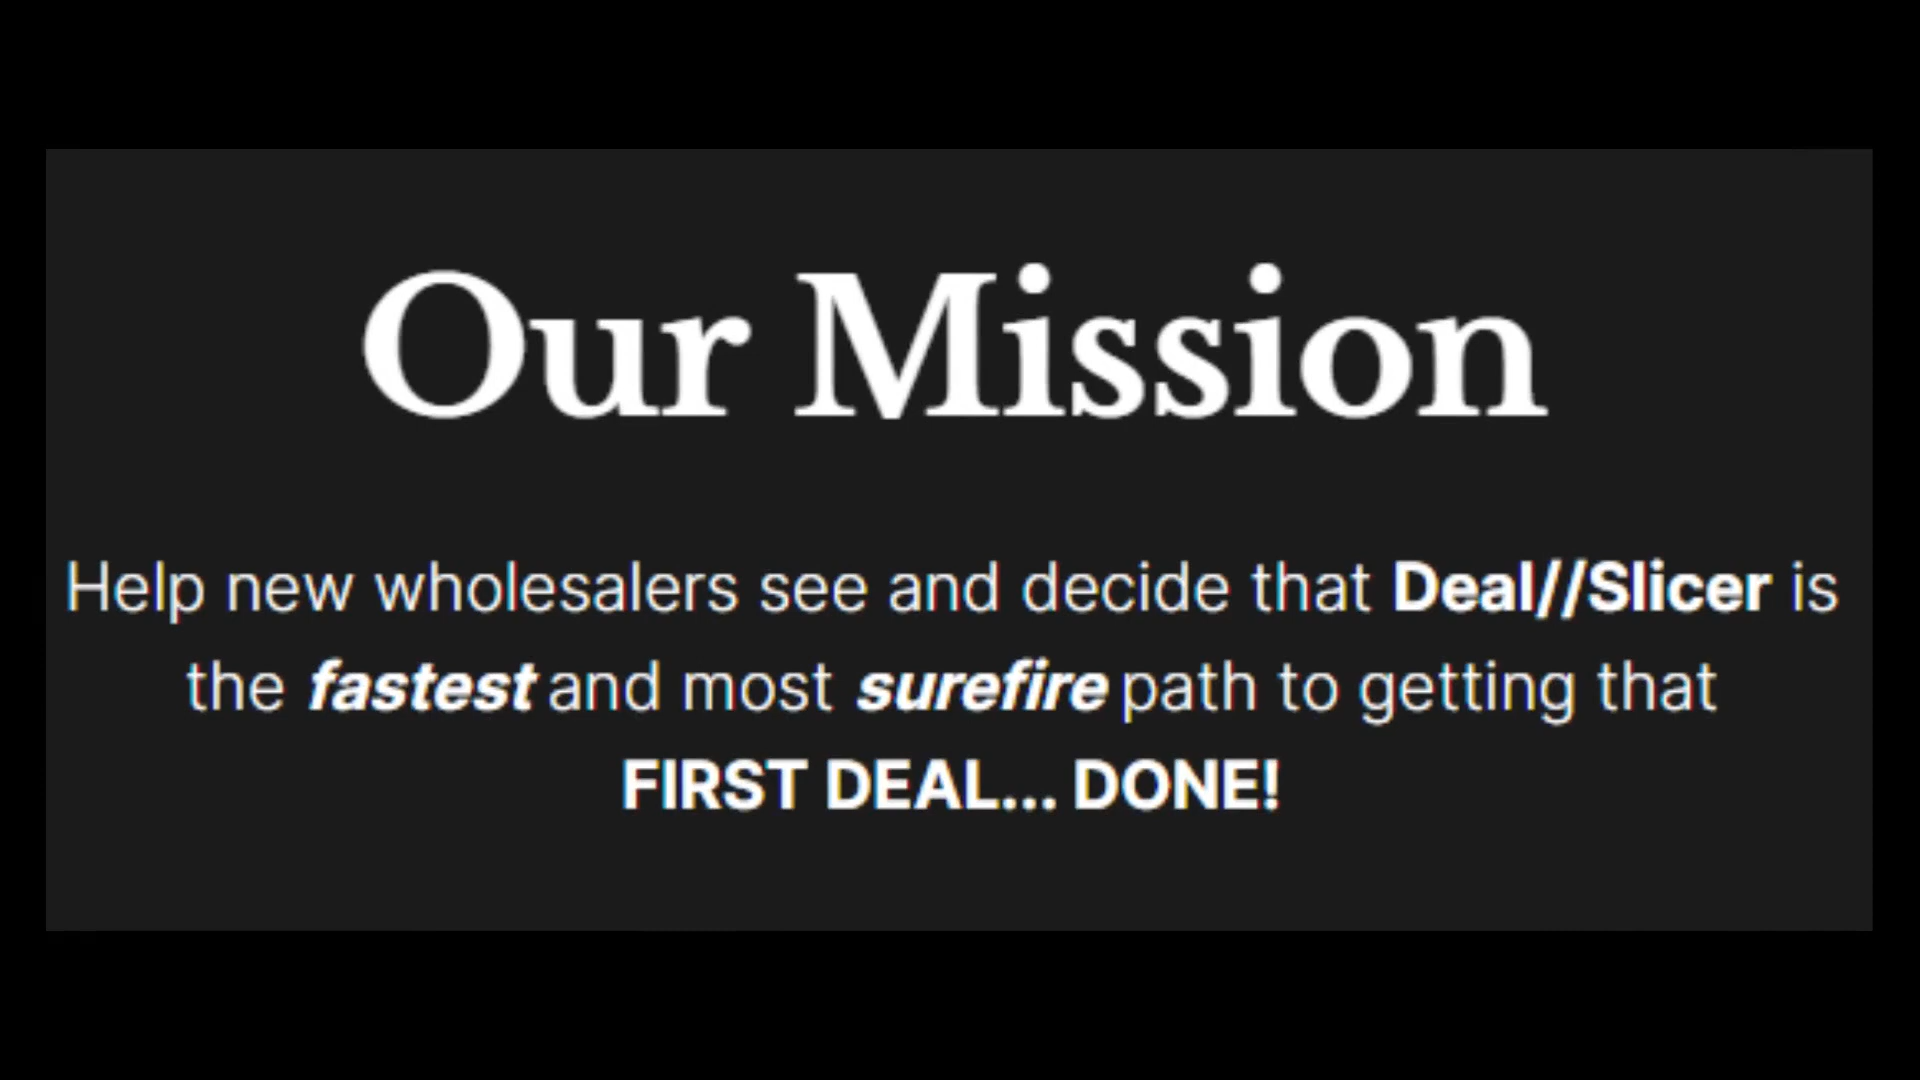 Our Mission
Help new wholesalers see and decide that Deal//Slicer is
the fastest and most surefire path to getting that
FIRST DEAL... DONE!